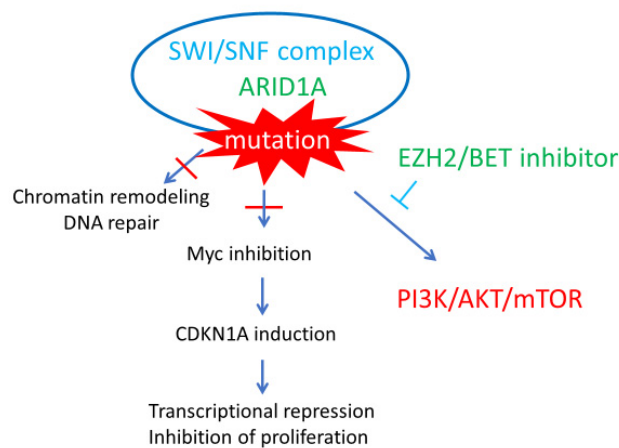 SWI/SNF complex
ARID1A
mutation
EZH2/BET inhibitor
Chromatin remodeling
DNA repair
Myc inhibition
PI3K/AKT/mTOR
CDKN1A induction
Transcriptional repression
Inhibition of proliferation